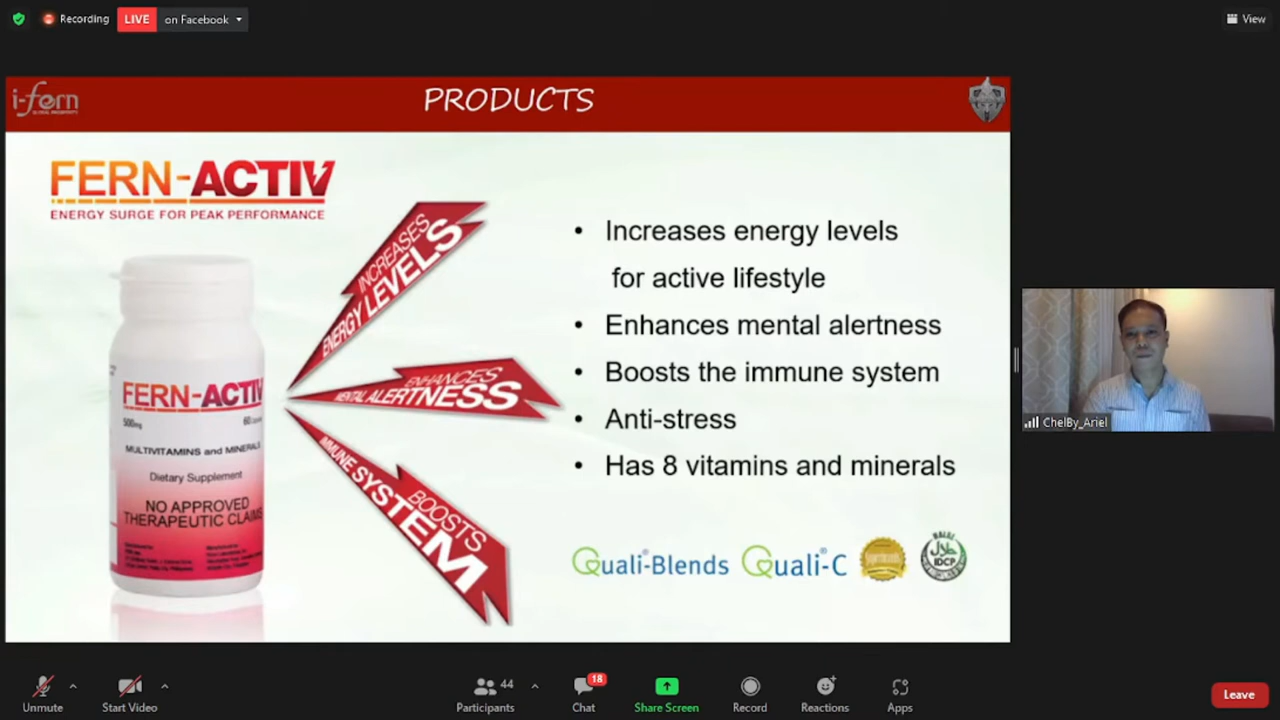 Recording
LIVE
on Facebook
View
i-fern
PRODUCTS
FERN-ACTIV
ENERGY SURGE FOR PEAK PERFORMANCE
INCREASES
ENERGY LEVELS
ENHANCES
MENTAL ALERTNESS
BOOSTS
IMMUNE SYSTEM
• Increases energy levels
for active lifestyle
• Enhances mental alertness
• Boosts the immune system
• Anti-stress
• Has 8 vitamins and minerals
FERN-ACTIV
500mg
MULTIVITAMINS and MINERALS
Dietary Supplement
NO APPROVED
THERAPEUTIC CLAIMS
Quali®-Blends
Quali®-C
HALAL
IDCP
ChelBy_Ariel
Unmute
Start Video
44
Participants
18
Chat
Share Screen
Record
Reactions
Apps
Leave